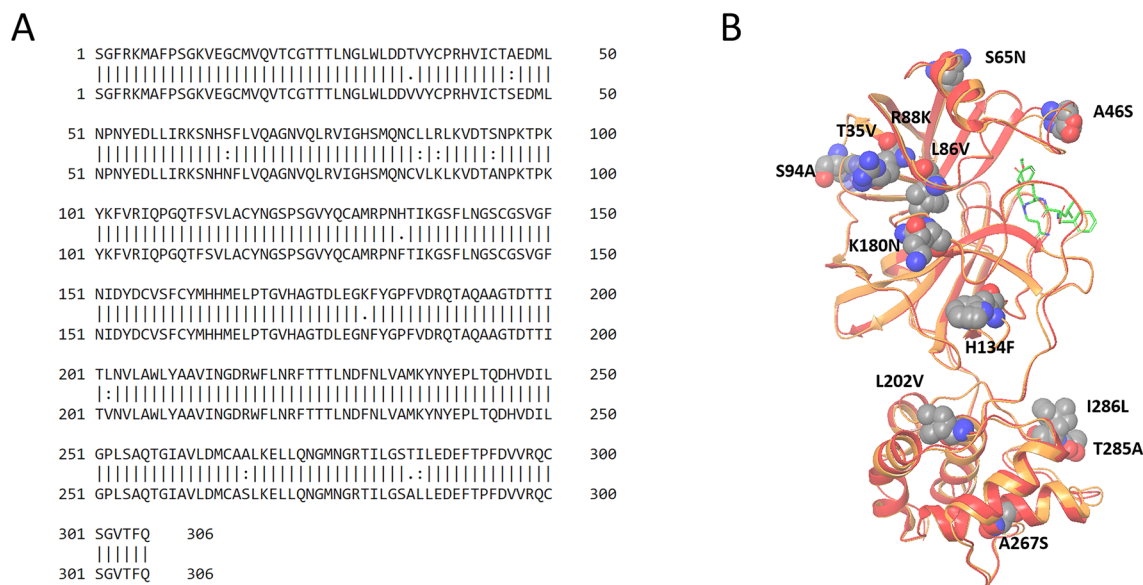 A
1 SGFRKMAFPSGKVEGCMVQVTCGTTTLNGLWLDDTVYCPRHVICTAEDML 50
1 SGFRKMAFPSGKVEGCMVQVTCGTTTLNGLWLDDVVYCPRHVICTSEDML 50
51 NPNYEDLLIRKSNHSFLVQAGNVQLRVIGHSMQNCLLRLKVDTSNPKTPK 100
51 NPNYEDLLIRKSNHNFLVQAGNVQLRVIGHSMQNCVLKLKVDTANPKTPK 100
101 YKFVRIQPGQTFSVLACYNGSPSGVYQCAMRPNHTIKGSFLNGSCGSVGF 150
101 YKFVRIQPGQTFSVLACYNGSPSGVYQCAMRPNFTIKGSFLNGSCGSVGF 150
151 NIDYDCVSFCYMHHMELPTGVHAGTDLEGKFYGPFVDRQTAQAAGTDTTI 200
151 NIDYDCVSFCYMHHMELPTGVHAGTDLEGNFYGPFVDRQTAQAAGTDTTI 200
201 TLNVLAWLYAAVINGDRWFLNRFTTTLNDFNLVAMKYNYEPLTQDHVDIL 250
201 TVNVLAWLYAAVINGDRWFLNRFTTTLNDFNLVAMKYNYEPLTQDHVDIL 250
251 GPLSAQTGIAVLDMCAALKELLQNGMNGRTILGSTILEDEFTPFDVVRQC 300
251 GPLSAQTGIAVLDMCASLKELLQNGMNGRTILGSALLEDEFTPFDVVRQC 300
301 SGVTFQ 306
301 SGVTFQ 306
B
S65N
A46S
R88K
T35V
L86V
S94A
K180N
H134F
L202V
I286L
T285A
A267S